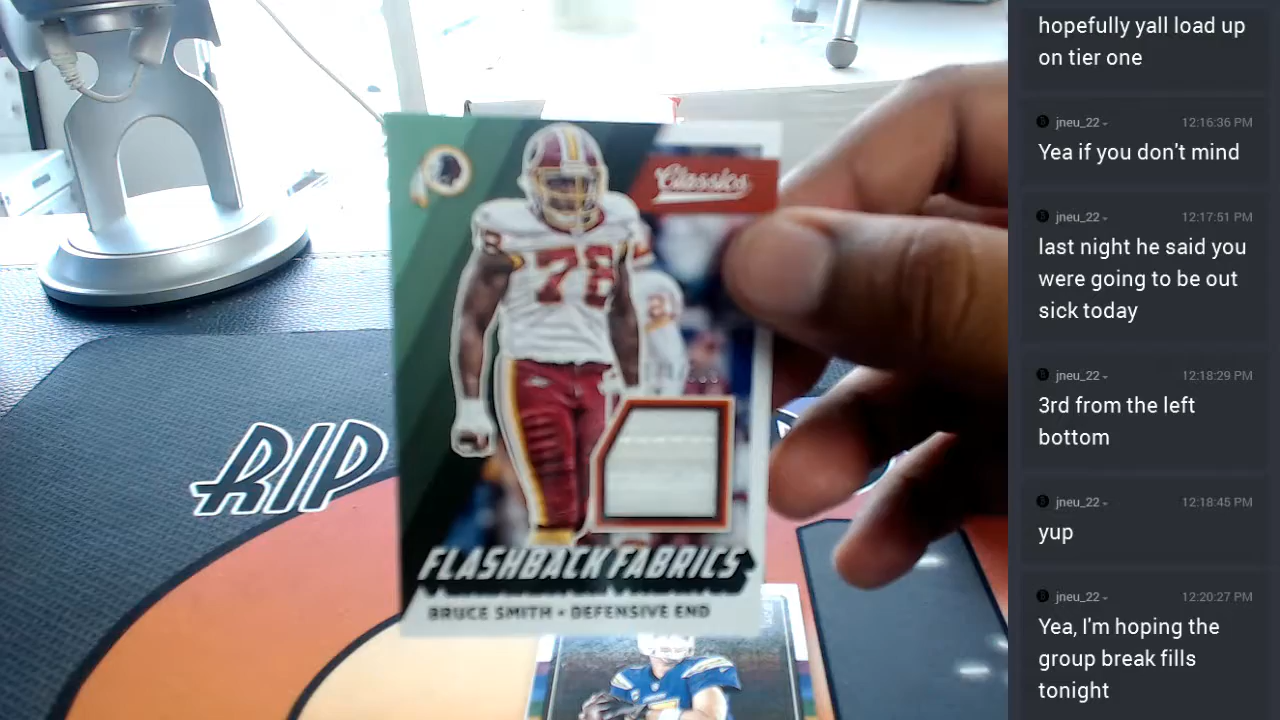 Classics
78
21
FLASHBACK FABRICS
BRUCE SMITH • DEFENSIVE END
RIP
hopefully yall load up
on tier one
jneu_22
12:16:36 PM
Yea if you don't mind
jneu_22
12:17:51 PM
last night he said you
were going to be out
sick today
jneu_22
12:18:29 PM
3rd from the left
bottom
jneu_22
12:18:45 PM
yup
jneu_22
12:20:27 PM
Yea, I'm hoping the
group break fills
tonight